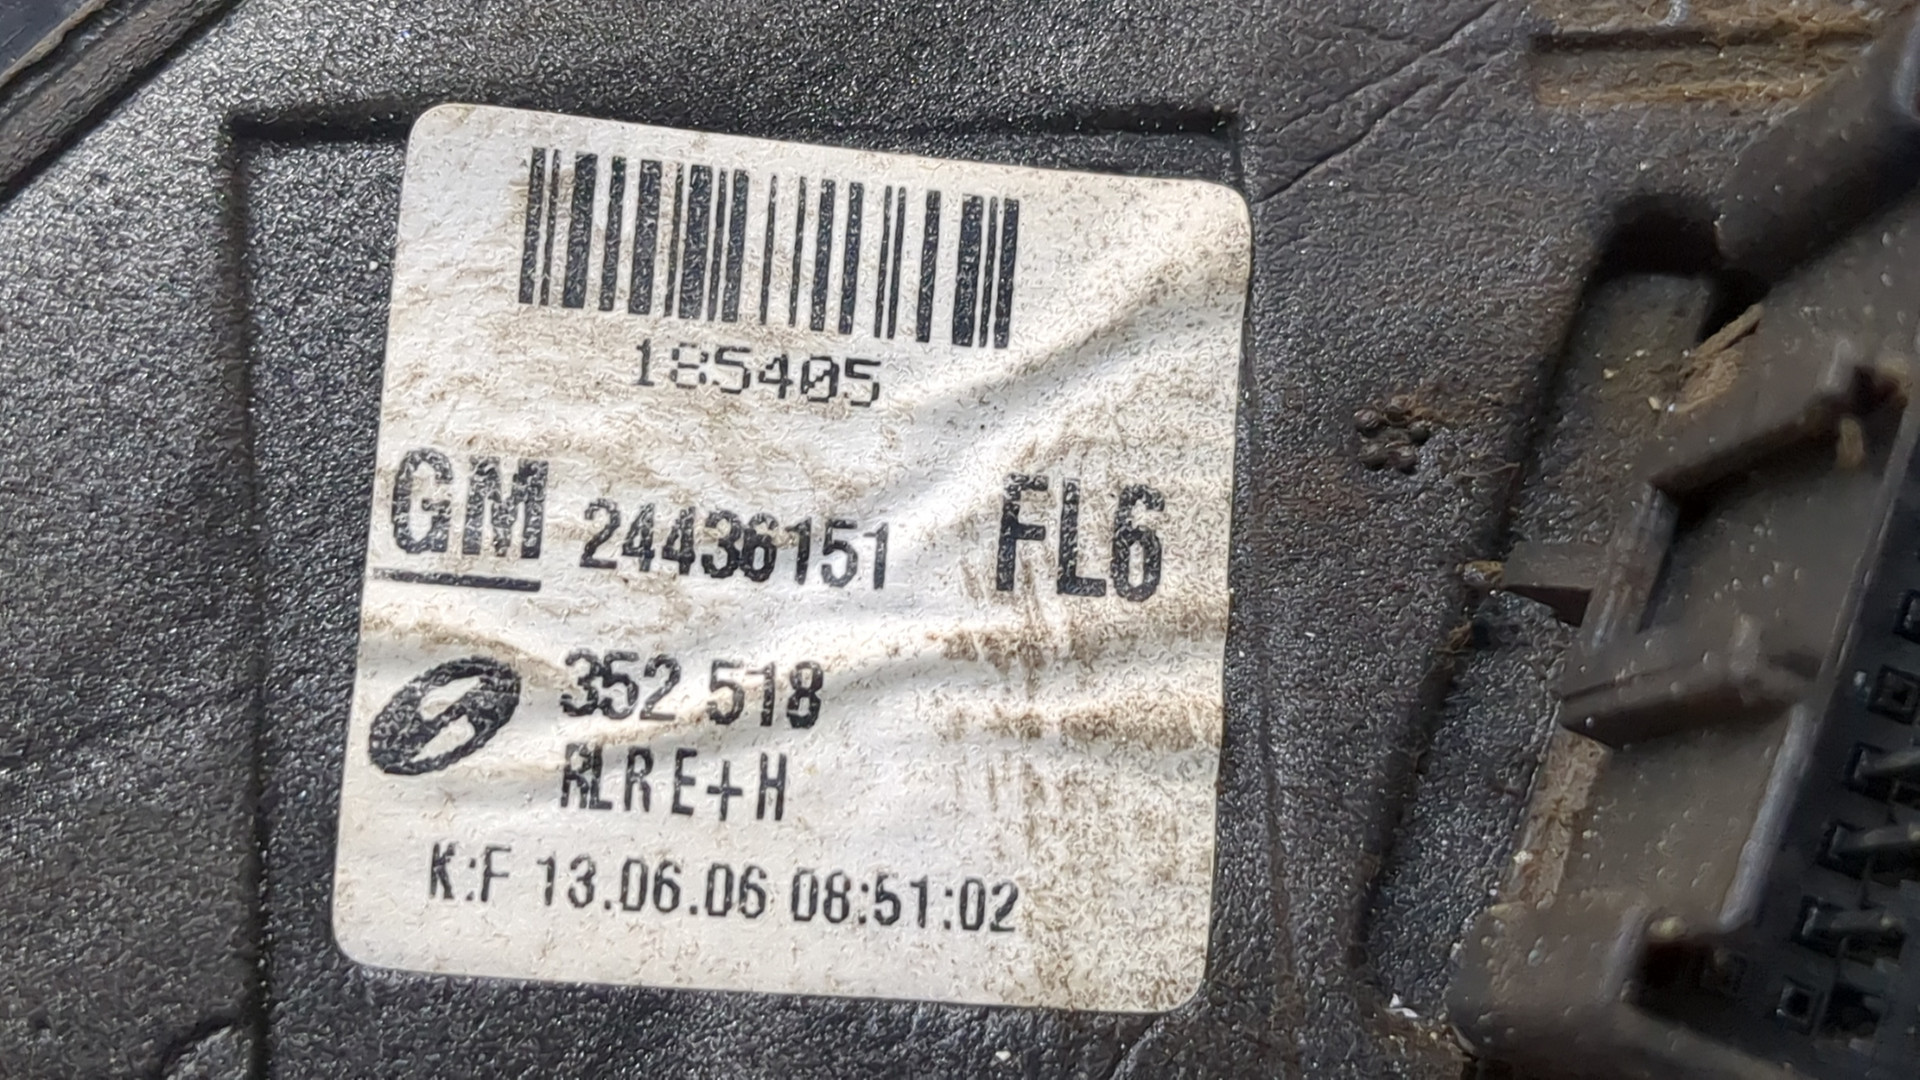 185405
GM 24436151 FL6
352 518
RLR E+H
K:F 13.06.06 08:51:02